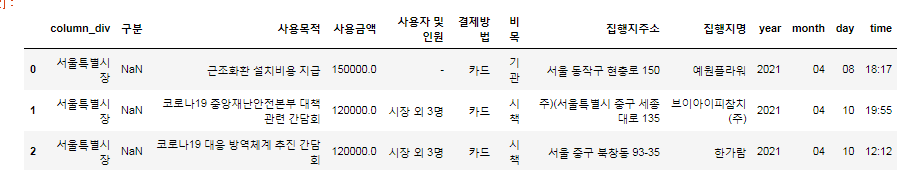 column_div 구분 사용목적 사용금액 사용자 및 인원 결제방법 비목 집행지주소 집행지명 year month day time
0 서울특별시장 NaN 근조화환 설치비용 지급 150000.0 - 카드 기관 서울 동작구 현충로 150 예원플라워 2021 04 08 18:17
1 서울특별시장 NaN 코로나19 중앙재난안전본부 대책 관련 간담회 120000.0 시장 외 3명 카드 시책 주)(서울특별시 중구 세종대로 135 브이아이피참치(주) 2021 04 10 19:55
2 서울특별시장 NaN 코로나19 대응 방역체계 추진 간담회 120000.0 시장 외 3명 카드 시책 서울 중구 북창동 93-35 한가람 2021 04 10 12:12